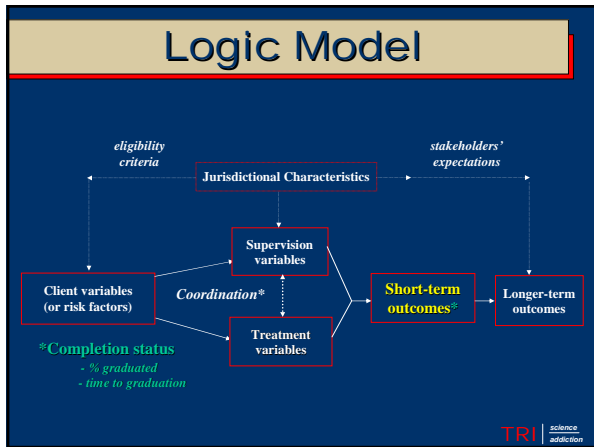 Logic Model
eligibility
criteria
stakeholders'
expectations
Jurisdictional Characteristics
Supervision
variables
Client variables
(or risk factors)
Coordination*
Short-term
outcomes*
Longer-term
outcomes
Treatment
variables
*Completion status
- % graduated
- time to graduation
TRI
science
addiction